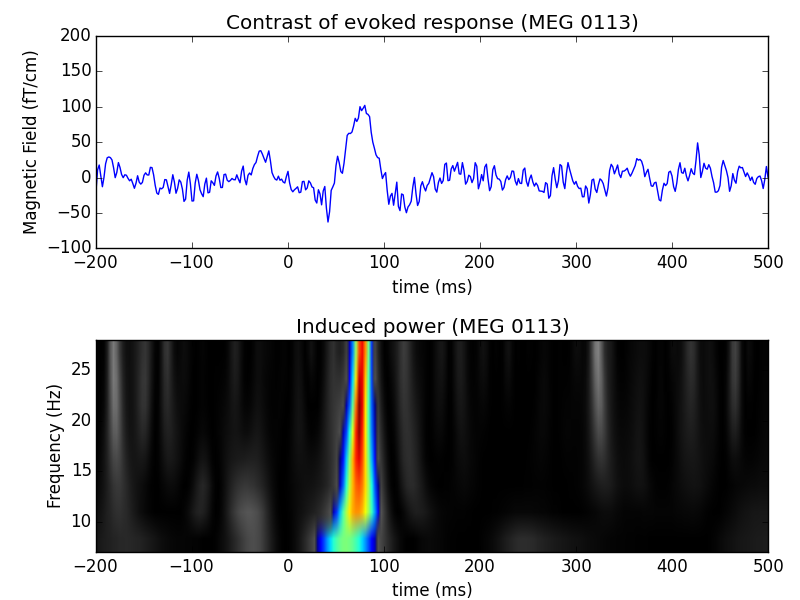 Contrast of evoked response (MEG 0113)
Magnetic Field (fT/cm)
200
150
100
50
0
−50
−100
−200 −100 0 100 200 300 400 500
time (ms)
Induced power (MEG 0113)
Frequency (Hz)
25
20
15
10
−200 −100 0 100 200 300 400 500
time (ms)